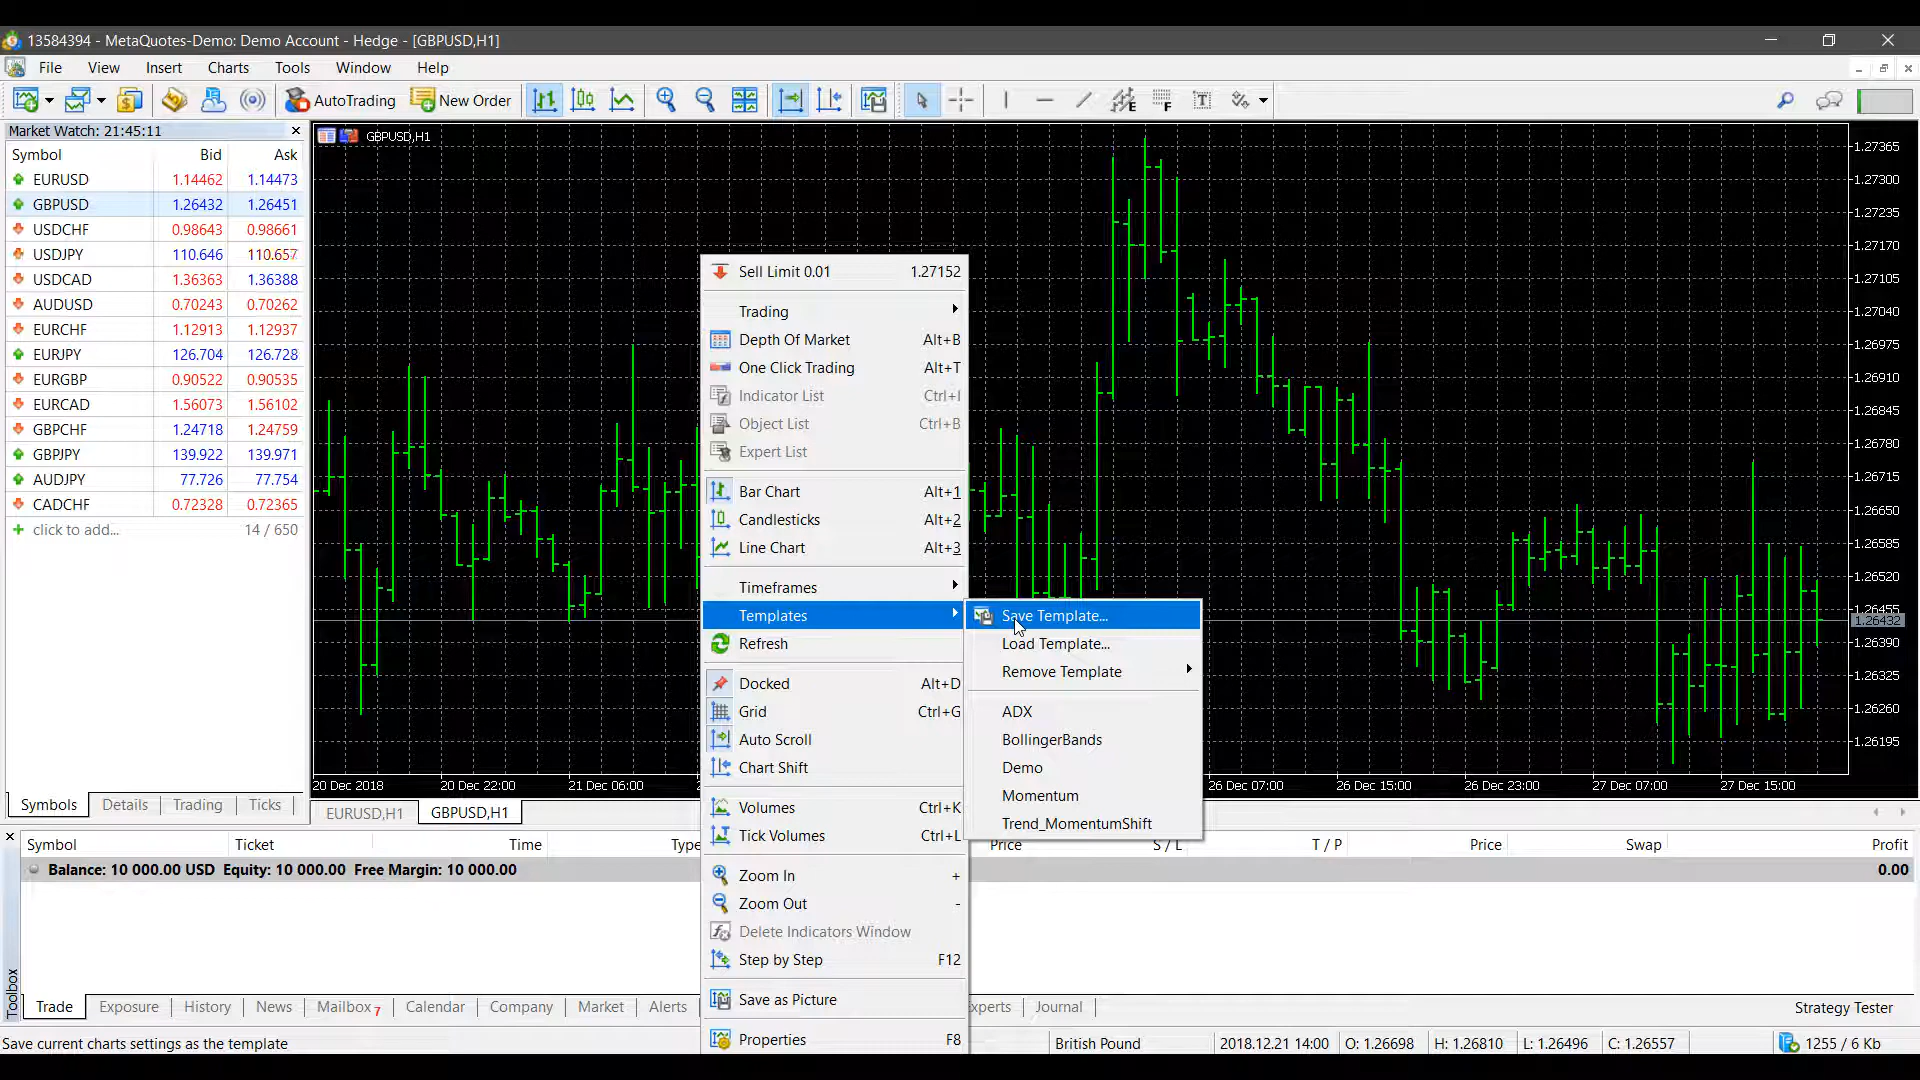 13584394 - MetaQuotes-Demo: Demo Account - Hedge - [GBPUSD,H1]
File View Insert Charts Tools Window Help
AutoTrading New Order
Market Watch: 21:45:11
Symbol Bid Ask
EURUSD 1.14462 1.14473
GBPUSD 1.26432 1.26451
USDCHF 0.98643 0.98661
USDJPY 110.646 110.657
USDCAD 1.36363 1.36388
AUDUSD 0.70243 0.70262
EURCHF 1.12913 1.12937
EURJPY 126.704 126.728
EURGBP 0.90522 0.90535
EURCAD 1.56073 1.56102
GBPCHF 1.24718 1.24759
GBPJPY 139.922 139.971
AUDJPY 77.726 77.754
CADCHF 0.72328 0.72365
click to add... 14 / 650
Symbols Details Trading Ticks
GBPUSD,H1
1.27365
1.27300
1.27235
1.27170
1.27105
1.27040
1.26975
1.26910
1.26845
1.26780
1.26715
1.26650
1.26585
1.26520
1.26455
1.26432
1.26390
1.26325
1.26260
1.26195
20 Dec 2018 20 Dec 22:00 21 Dec 06:00 26 Dec 07:00 26 Dec 15:00 26 Dec 23:00 27 Dec 07:00 27 Dec 15:00
EURUSD,H1 GBPUSD,H1
Sell Limit 0.01 1.27152
Trading
Depth Of Market Alt+B
One Click Trading Alt+T
Indicator List Ctrl+I
Object List Ctrl+B
Expert List
Bar Chart Alt+1
Candlesticks Alt+2
Line Chart Alt+3
Timeframes
Templates
Refresh
Docked Alt+D
Grid Ctrl+G
Auto Scroll
Chart Shift
Volumes Ctrl+K
Tick Volumes Ctrl+L
Zoom In +
Zoom Out -
Delete Indicators Window
Step by Step F12
Save as Picture
Properties F8
Save Template...
Load Template...
Remove Template
ADX
BollingerBands
Demo
Momentum
Trend_MomentumShift
Symbol Ticket Time Type Price S / L T / P Price Swap Profit
Balance: 10 000.00 USD Equity: 10 000.00 Free Margin: 10 000.00 0.00
Toolbox
Trade Exposure History News Mailbox 7 Calendar Company Market Alerts xperts Journal Strategy Tester
Save current charts settings as the template British Pound 2018.12.21 14:00 O: 1.26698 H: 1.26810 L: 1.26496 C: 1.26557 1255 / 6 Kb